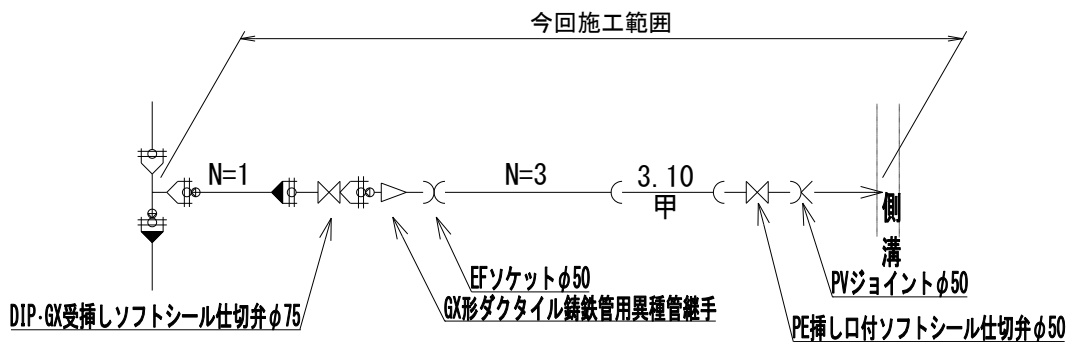 今回施工範囲
N=1
N=3
3.10
甲
側溝
EFソケットφ50
PVジョイントφ50
DIP·GX受挿しソフトシール仕切弁φ75
GX形ダクタイル鋳鉄管用異種管継手
PE挿し口付ソフトシール仕切弁φ50